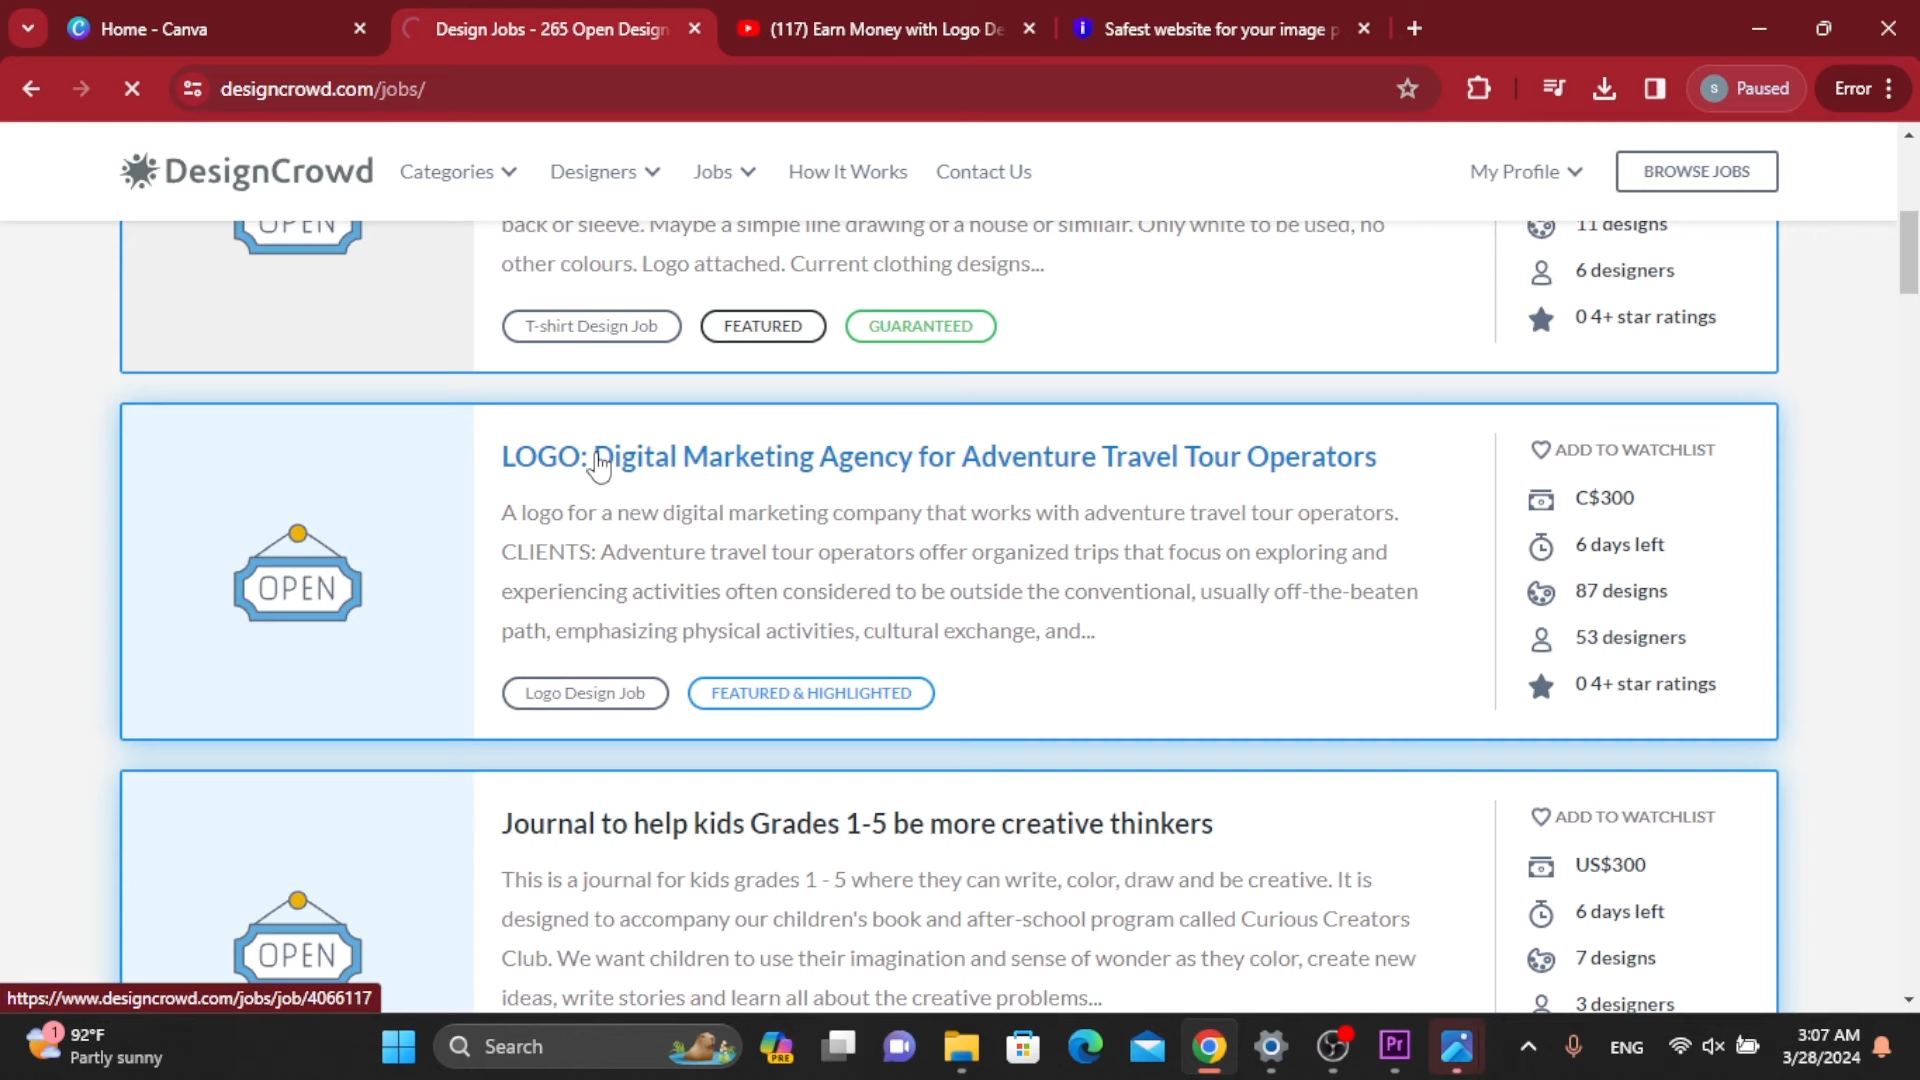 Home - Canva
Design Jobs - 265 Open Design
(117) Earn Money with Logo De
Safest website for your image p
designcrowd.com/jobs/
s
Paused
Error
DesignCrowd
Categories
Designers
Jobs
How It Works
Contact Us
My Profile
BROWSE JOBS
OPEN
back or sleeve. Maybe a simple line drawing of a house or similair. Only white to be used, no
other colours. Logo attached. Current clothing designs...
T-shirt Design Job
FEATURED
GUARANTEED
11 designs
6 designers
0 4+ star ratings
OPEN
LOGO: Digital Marketing Agency for Adventure Travel Tour Operators
A logo for a new digital marketing company that works with adventure travel tour operators.
CLIENTS: Adventure travel tour operators offer organized trips that focus on exploring and
experiencing activities often considered to be outside the conventional, usually off-the-beaten
path, emphasizing physical activities, cultural exchange, and...
Logo Design Job
FEATURED & HIGHLIGHTED
ADD TO WATCHLIST
C$300
6 days left
87 designs
53 designers
0 4+ star ratings
OPEN
Journal to help kids Grades 1-5 be more creative thinkers
This is a journal for kids grades 1 - 5 where they can write, color, draw and be creative. It is
designed to accompany our children's book and after-school program called Curious Creators
Club. We want children to use their imagination and sense of wonder as they color, create new
ideas, write stories and learn all about the creative problems...
ADD TO WATCHLIST
US$300
6 days left
7 designs
3 designers
https://www.designcrowd.com/jobs/job/4066117
1
92°F
Partly sunny
Search
PRE
Pr
ENG
3:07 AM
3/28/2024